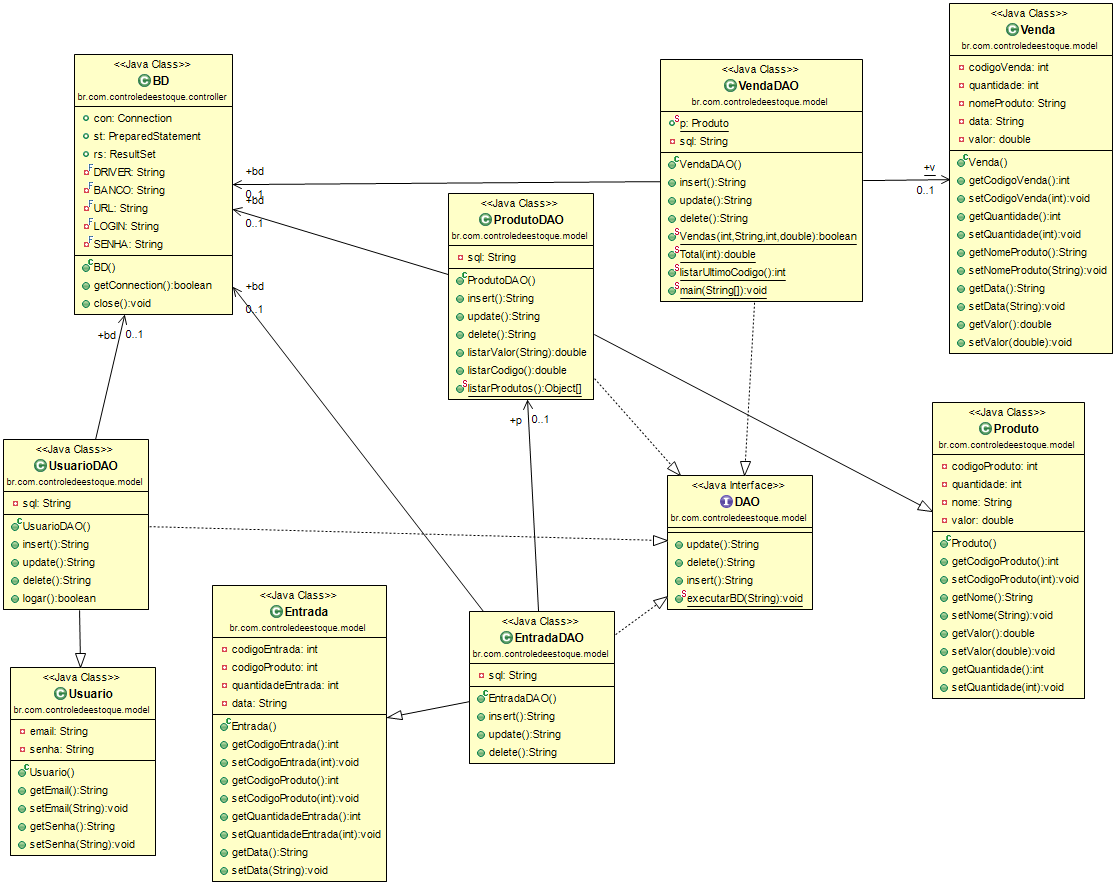 <<Java Class>>
BD
br.com.controledeestoque.controller
con: Connection
st: PreparedStatement
rs: ResultSet
DRIVER: String
BANCO: String
URL: String
LOGIN: String
SENHA: String
BD()
getConnection():boolean
close():void
<<Java Class>>
VendaDAO
br.com.controledeestoque.model
p: Produto
sql: String
VendaDAO()
insert():String
update():String
delete():String
Vendas(int,String,int,double):boolean
Total(int):double
listarUltimoCodigo():int
main(String[]):void
<<Java Class>>
Venda
br.com.controledeestoque.model
codigoVenda: int
quantidade: int
nomeProduto: String
data: String
valor: double
Venda()
getCodigoVenda():int
setCodigoVenda(int):void
getQuantidade():int
setQuantidade(int):void
getNomeProduto():String
setNomeProduto(String):void
getData():String
setData(String):void
getValor():double
setValor(double):void
+v
0..1
+bd
0..1
+bd
0..1
+bd
0..1
+bd
0..1
<<Java Class>>
ProdutoDAO
br.com.controledeestoque.model
sql: String
ProdutoDAO()
insert():String
update():String
delete():String
listarValor(String):double
listarCodigo():double
listarProdutos():Object[]
+p
0..1
<<Java Class>>
Produto
br.com.controledeestoque.model
codigoProduto: int
quantidade: int
nome: String
valor: double
Produto()
getCodigoProduto():int
setCodigoProduto(int):void
getNome():String
setNome(String):void
getValor():double
setValor(double):void
getQuantidade():int
setQuantidade(int):void
<<Java Class>>
UsuarioDAO
br.com.controledeestoque.model
sql: String
UsuarioDAO()
insert():String
update():String
delete():String
logar():boolean
<<Java Interface>>
DAO
br.com.controledeestoque.model
update():String
delete():String
insert():String
executarBD(String):void
<<Java Class>>
Entrada
br.com.controledeestoque.model
codigoEntrada: int
codigoProduto: int
quantidadeEntrada: int
data: String
Entrada()
getCodigoEntrada():int
setCodigoEntrada(int):void
getCodigoProduto():int
setCodigoProduto(int):void
getQuantidadeEntrada():int
setQuantidadeEntrada(int):void
getData():String
setData(String):void
<<Java Class>>
EntradaDAO
br.com.controledeestoque.model
sql: String
EntradaDAO()
insert():String
update():String
delete():String
<<Java Class>>
Usuario
br.com.controledeestoque.model
email: String
senha: String
Usuario()
getEmail():String
setEmail(String):void
getSenha():String
setSenha(String):void